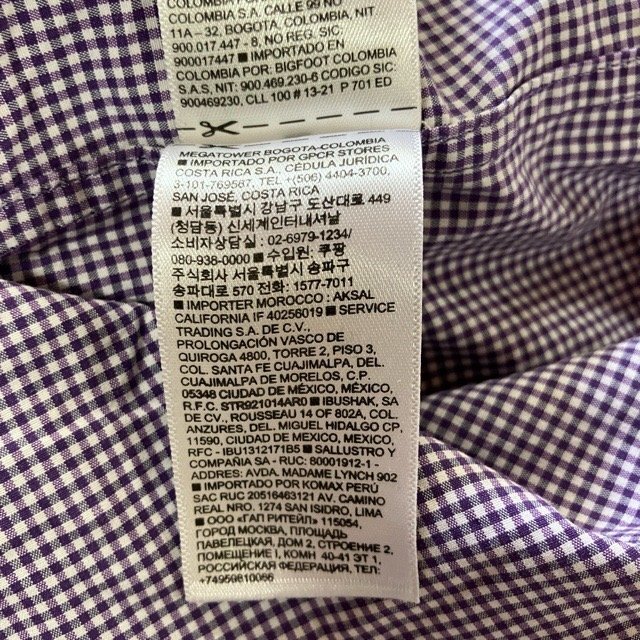 COLOMBIA S.A CALLE 99 NO
11A – 32, BOGOTA, COLOMBIA, NIT
000.017 447 - 8, NO REG. SIC
900017447 ■ IMPORTADO EN
COLOMBIA POR: BIGFOOT COLOMBIA
S.A.S, NIT: 900.469.230-6 CODIGO SIC.
900469230, CLL 100 # 13-21 P 701 ED
MEGATOWER BOGOTA-COLOMBIA
■ IMPORTADO POR GPCR STORES
COSTA RICA S.A., CÉDULA JURÍDICA
3-101-769587, TEL. (506) 4404-3700,
SAN JOSÉ, COSTA RICA
■ 서울특별시 강남구 도산대로 449
(청담동) 신세계인터내셔날
소비자상담실 : 02-6979-1234/
080-938-0000 ■ 수입원: 쿠팡
주식회사 서울특별시 송파구
송파대로 570 전화: 1577-7011
■ IMPORTER MOROCCO : AKSAL
CALIFORNIA IF 40256019 ■ SERVICE
TRADING S.A. DE C.V.,
PROLONGACIÓN VASCO DE
QUIROGA 4800, TORRE 2, PISO 3,
COL. SANTA FE CUAJIMALPA, DEL.
CUAJIMALPA DE MORELOS, C.P.
05348 CIUDAD DE MÉXICO, MÉXICO,
R.F.C. STR921014AR0 ■ IBUSHAK, SA
DE CV., ROUSSEAU 14 OF 802A, COL.
ANZURES, DEL. MIGUEL HIDALGO CP.
11590, CIUDAD DE MEXICO, MEXICO,
RFC - IBU1312171B5 ■ SALLUSTRO Y
COMPAÑIA SA - RUC: 80001912-1 -
ADDRES: AVDA. MADAME LYNCH 902
■ IMPORTADO POR KOMAX PERÚ
SAC RUC 20516463121 AV. CAMINO
REAL NRO. 1274 SAN ISIDRO, LIMA
■ ООО «ГАП РИТЕЙЛ» 115054,
ГОРОД МОСКВА, ПЛОЩАДЬ
ПАВЕЛЕЦКАЯ, ДОМ 2, СТРОЕНИЕ 2,
ПОМЕЩЕНИЕ I, КОМН. 40-41,
РОССИЙСКАЯ ФЕДЕРАЦИЯ, ТЕЛ.